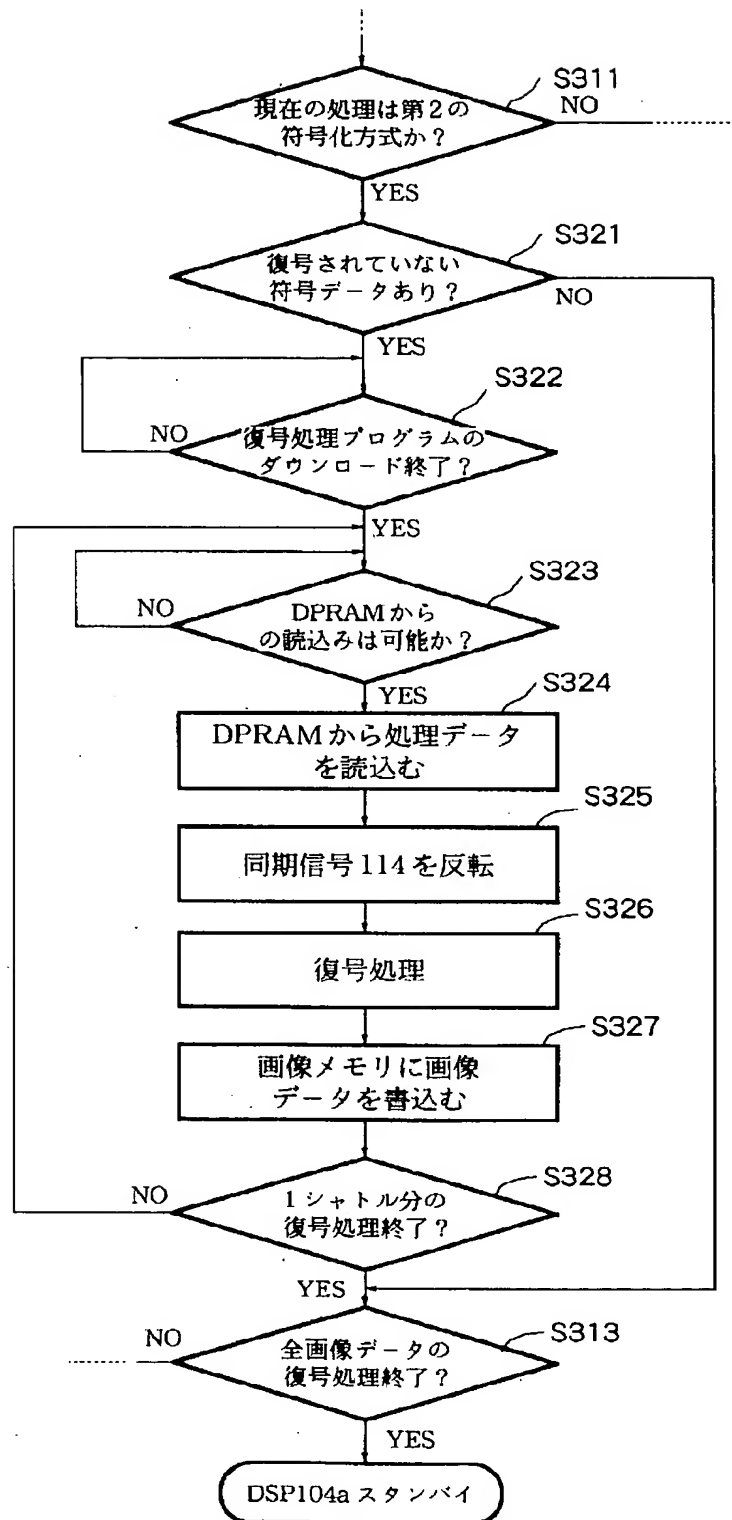 S311
現在の処理は第2の
符号化方式か？
NO
YES
S321
復号されていない
符号データあり？
NO
YES
S322
NO
復号処理プログラムの
ダウンロード終了？
YES
S323
NO
DPRAMから
の読込みは可能か？
YES
S324
DPRAMから処理データ
を読込む
S325
同期信号114を反転
S326
復号処理
S327
画像メモリに画像
データを書込む
S328
NO
1シャトル分の
復号処理終了？
YES
S313
NO
全画像データの
復号処理終了？
YES
DSP104aスタンバイ